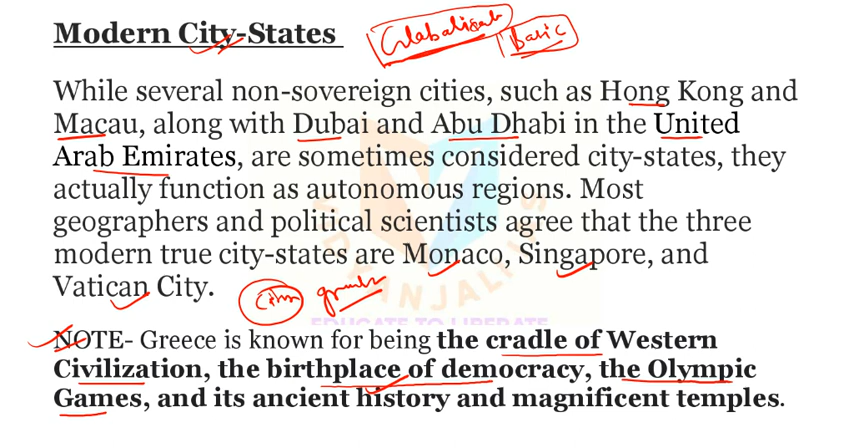 Modern City-States
Basic
While several non-sovereign cities, such as Hong Kong and
Macau, along with Dubai and Abu Dhabi in the United
Arab Emirates, are sometimes considered city-states, they
actually function as autonomous regions. Most
geographers and political scientists agree that the three
modern true city-states are Monaco, Singapore, and
Vatican City.
EDUCATE TO LIBERATE
NOTE- Greece is known for being the cradle of Western
Civilization, the birthplace of democracy, the Olympic
Games, and its ancient history and magnificent temples.